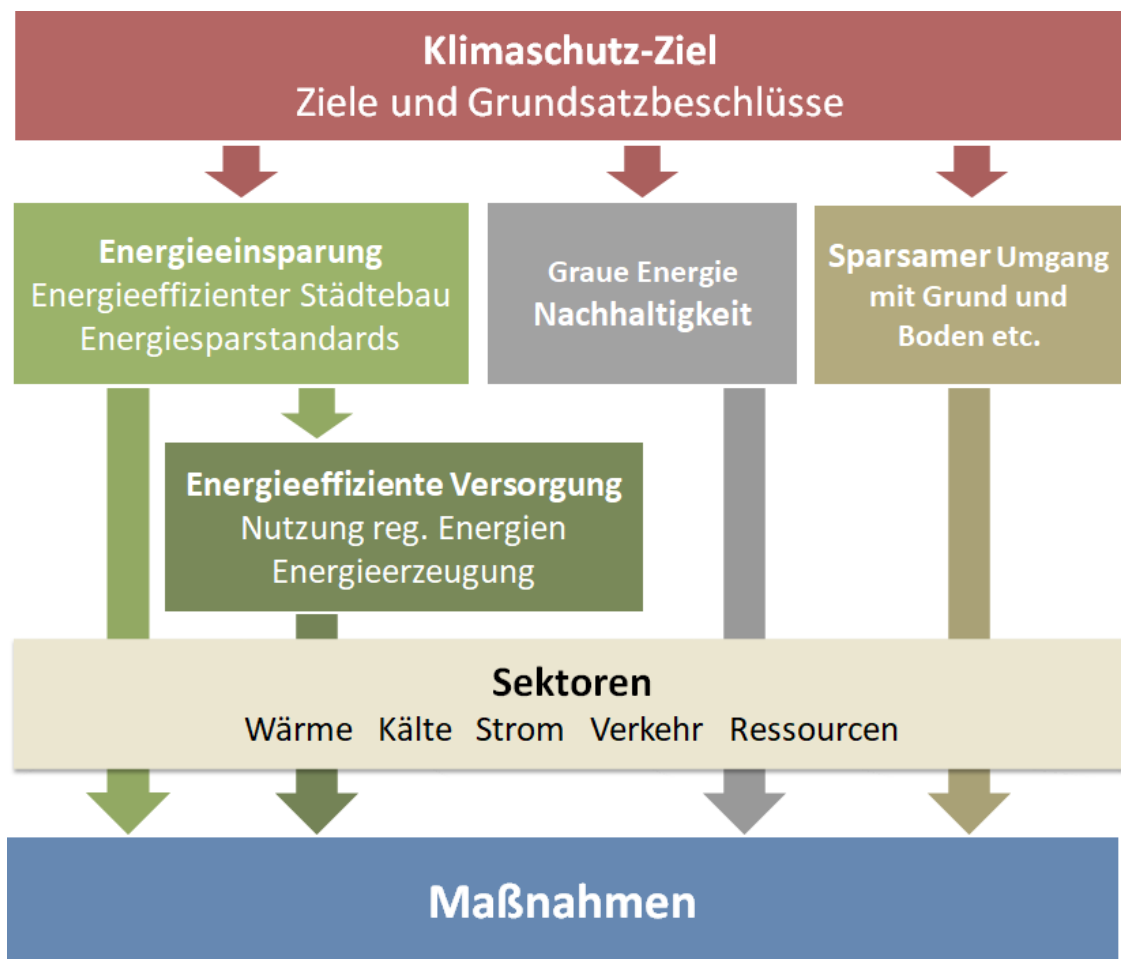 Klimaschutz-Ziel
Ziele und Grundsatzbeschlüsse
Energieeinsparung
Energieeffizienter Städtebau
Energiesparstandards
Graue Energie
Nachhaltigkeit
Sparsamer Umgang
mit Grund und
Boden etc.
Energieeffiziente Versorgung
Nutzung reg. Energien
Energieerzeugung
Sektoren
Wärme Kälte Strom Verkehr Ressourcen
Maßnahmen